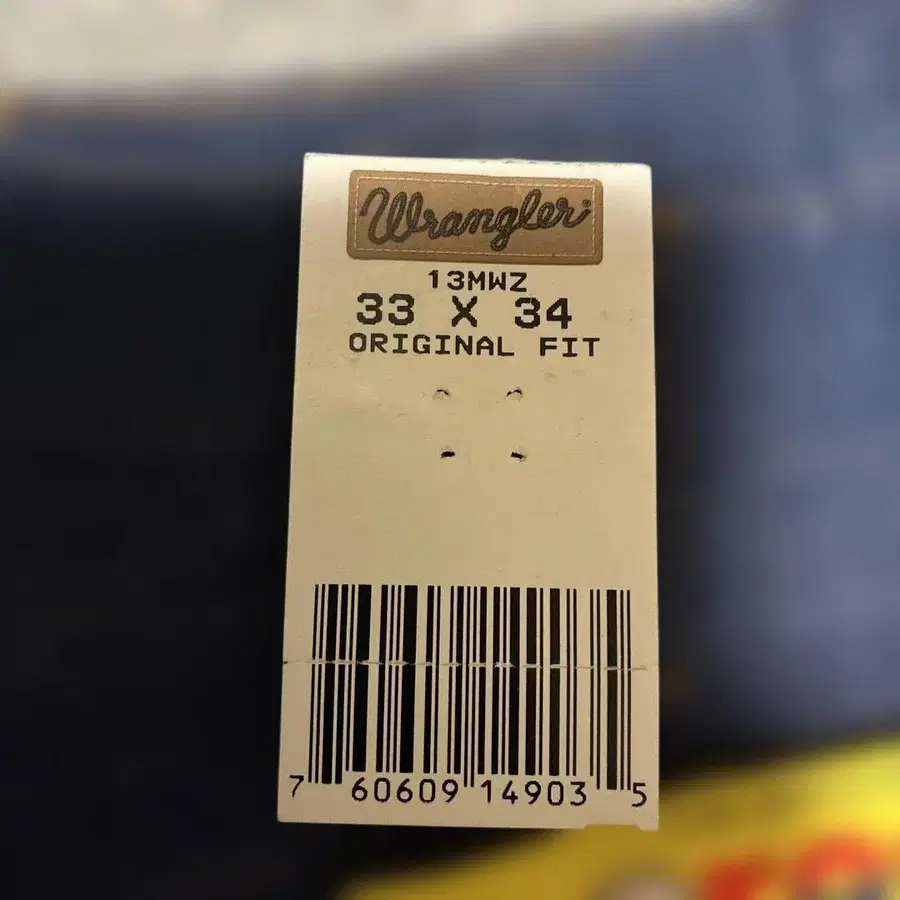 Wrangler
13MWZ
33 X 34
ORIGINAL FIT
7 60609 14903 5